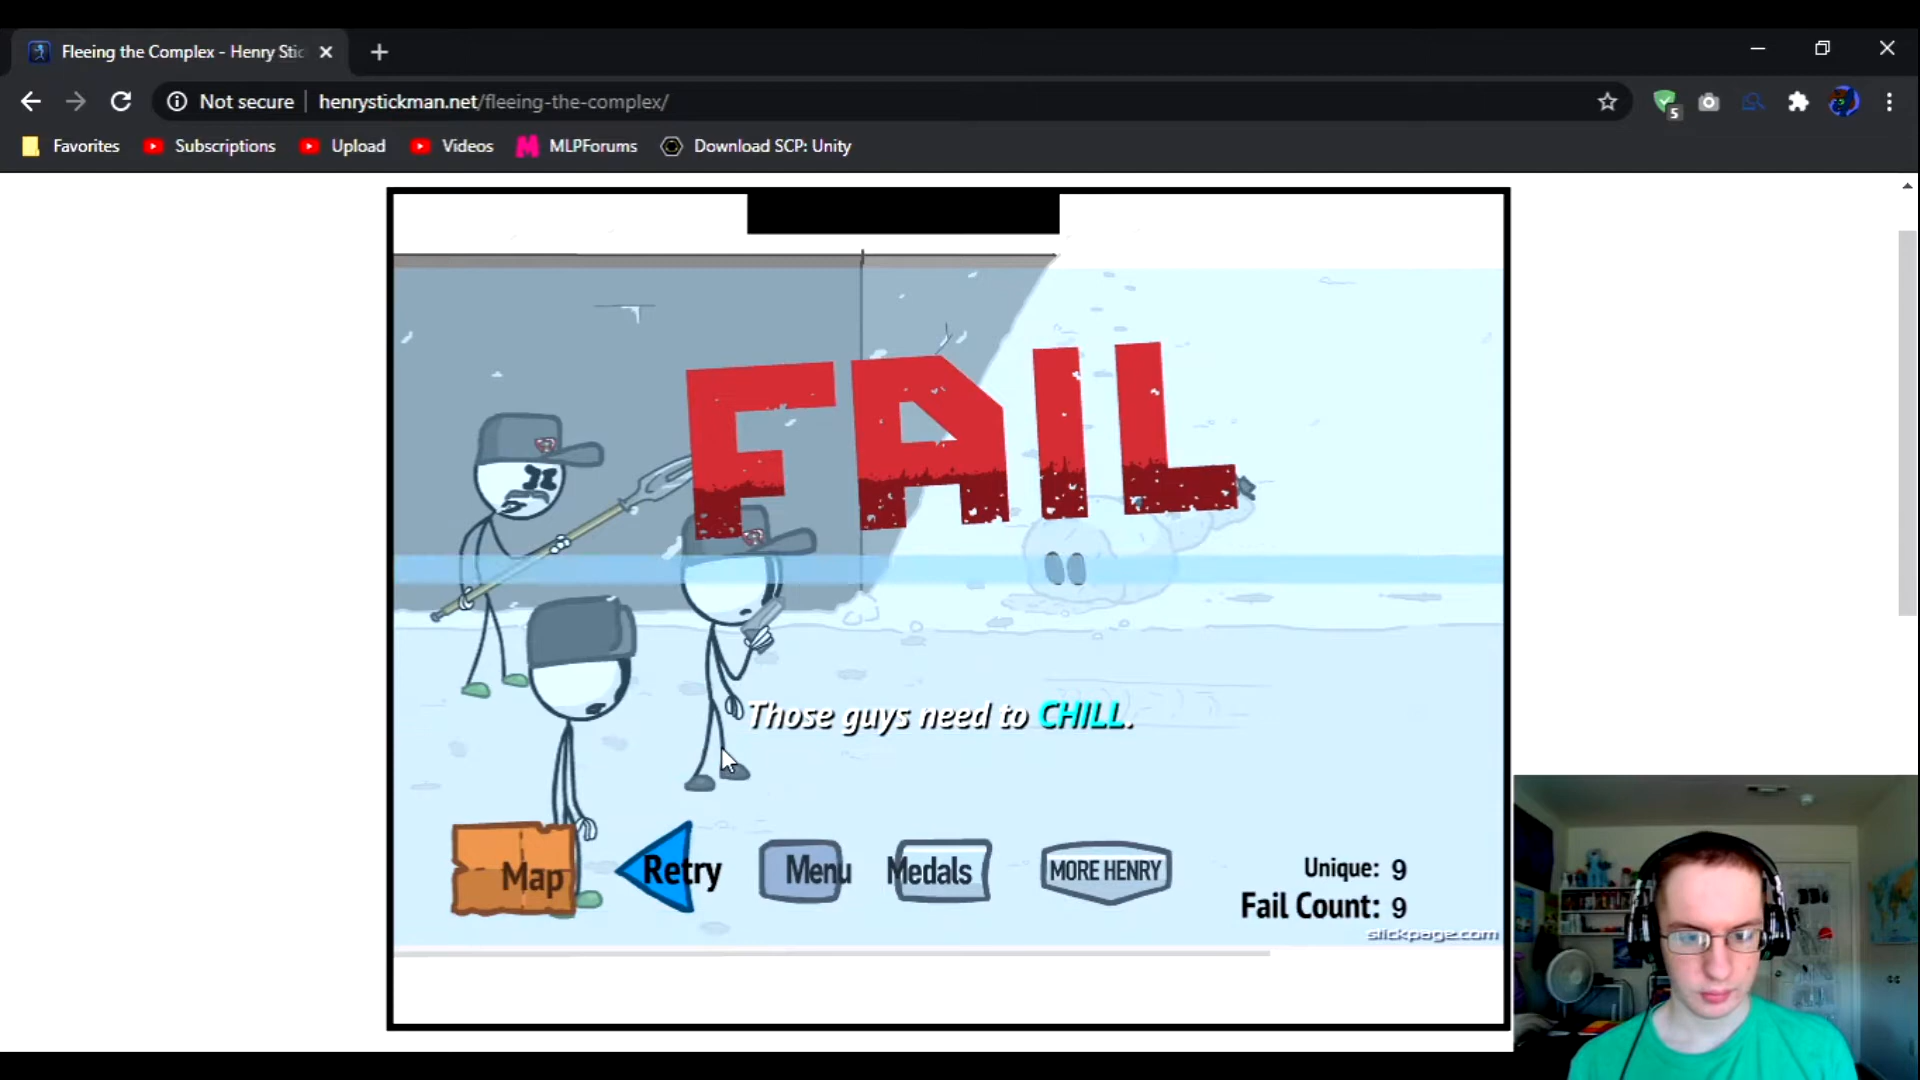 Fleeing the Complex - Henry Stic
Not secure henrystickman.net/fleeing-the-complex/
5
Favorites Subscriptions Upload Videos MLPForums Download SCP: Unity
FAIL
Those guys need to CHILL.
Map Retry Menu Medals MORE HENRY
Unique: 9
Fail Count: 9
stickpage.com